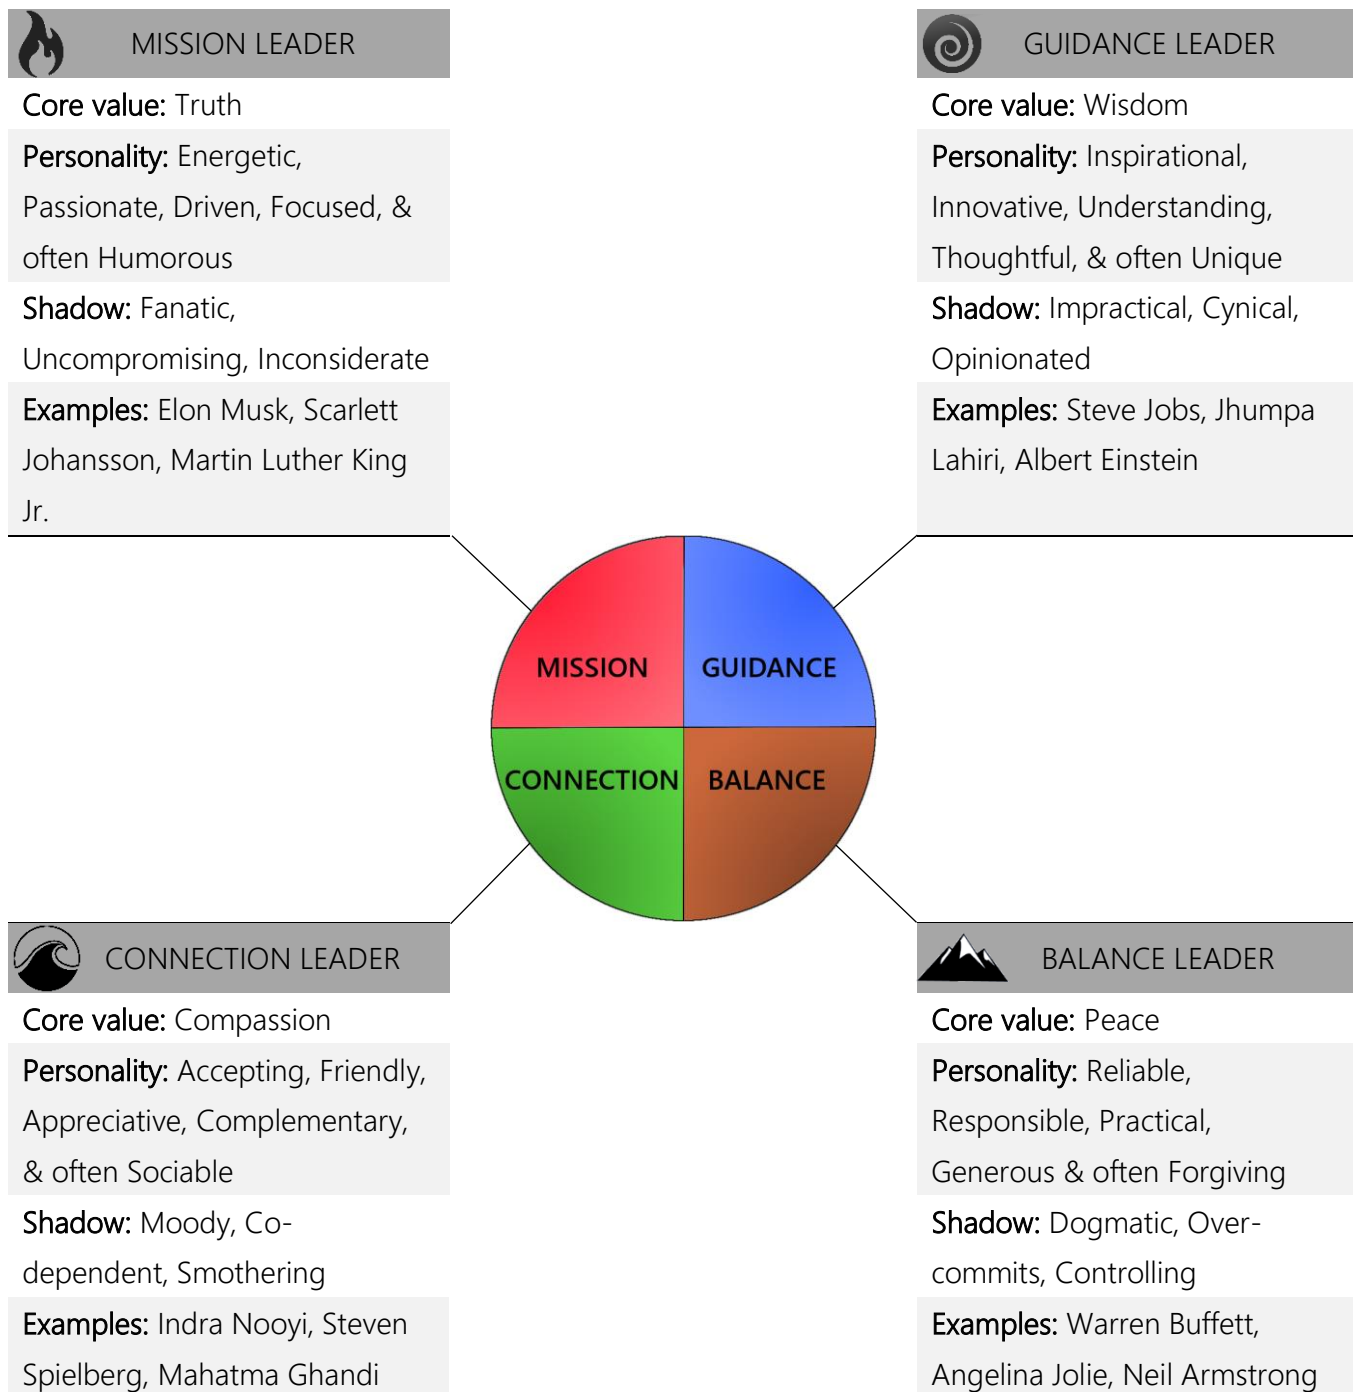 MISSION LEADER
Core value: Truth
Personality: Energetic,
Passionate, Driven, Focused, &
often Humorous
Shadow: Fanatic,
Uncompromising, Inconsiderate
Examples: Elon Musk, Scarlett
Johansson, Martin Luther King
Jr.
GUIDANCE LEADER
Core value: Wisdom
Personality: Inspirational,
Innovative, Understanding,
Thoughtful, & often Unique
Shadow: Impractical, Cynical,
Opinionated
Examples: Steve Jobs, Jhumpa
Lahiri, Albert Einstein
MISSION
GUIDANCE
CONNECTION
BALANCE
CONNECTION LEADER
Core value: Compassion
Personality: Accepting, Friendly,
Appreciative, Complementary,
& often Sociable
Shadow: Moody, Co-
dependent, Smothering
Examples: Indra Nooyi, Steven
Spielberg, Mahatma Ghandi
BALANCE LEADER
Core value: Peace
Personality: Reliable,
Responsible, Practical,
Generous & often Forgiving
Shadow: Dogmatic, Over-
commits, Controlling
Examples: Warren Buffett,
Angelina Jolie, Neil Armstrong